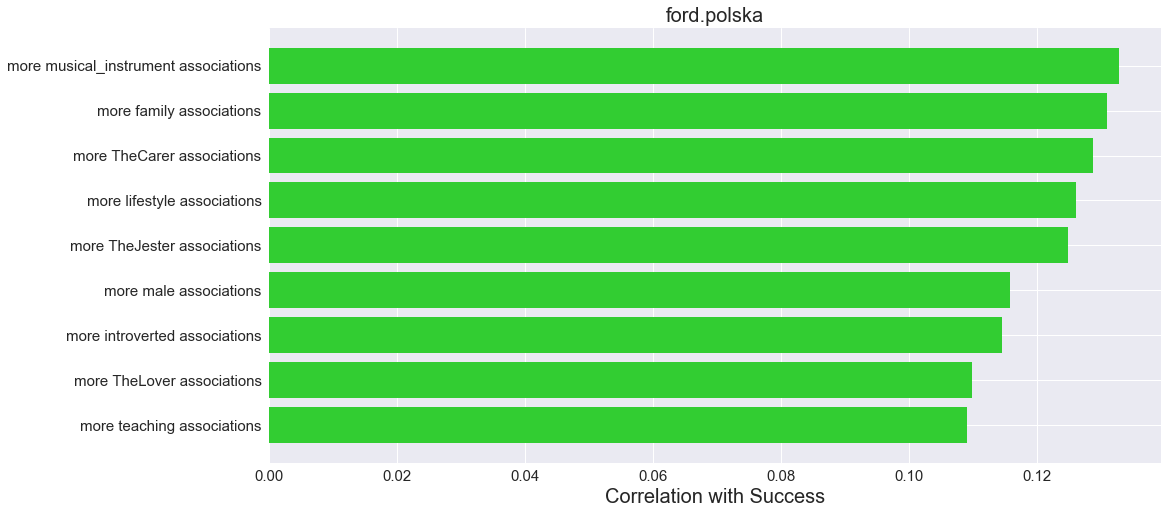 ford.polska
more musical_instrument associations
more family associations
more TheCarer associations
more lifestyle associations
more TheJester associations
more male associations
more introverted associations
more TheLover associations
more teaching associations
0.00 0.02 0.04 0.06 0.08 0.10 0.12
Correlation with Success